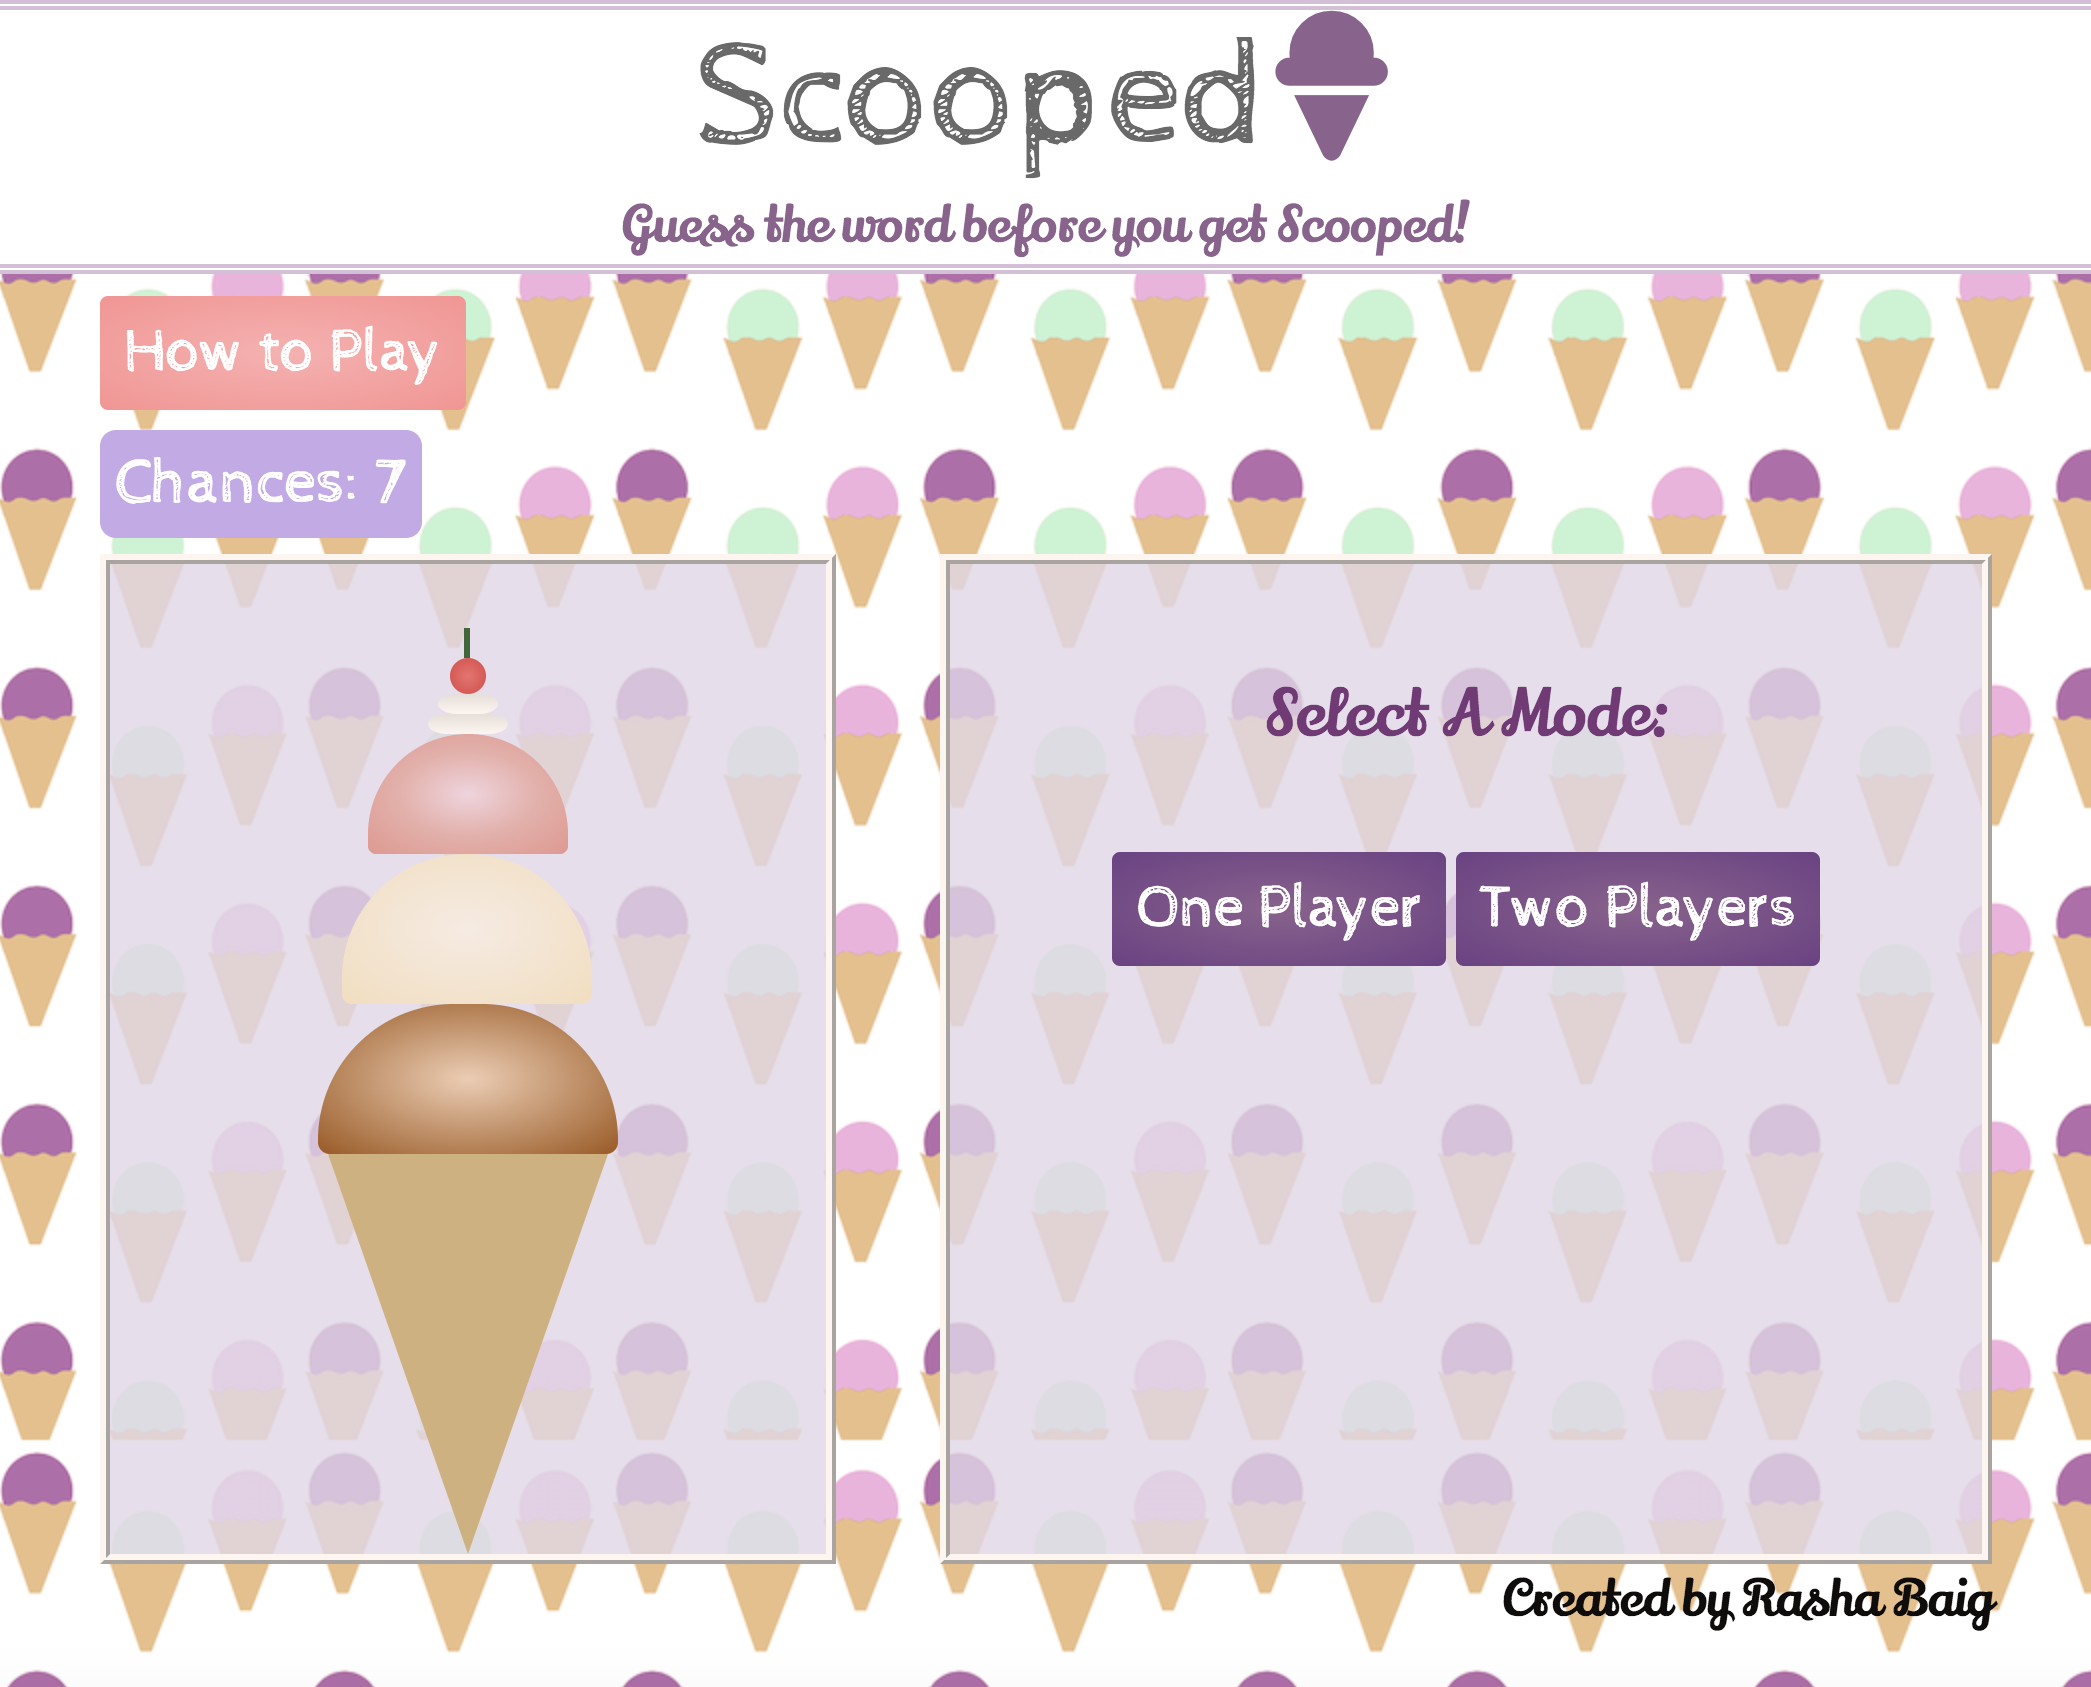 Scooped
Guess the word before you get Scooped!
How to Play
Chances: 7
Select A Mode:
One Player
Two Players
Created by Rasha Baig